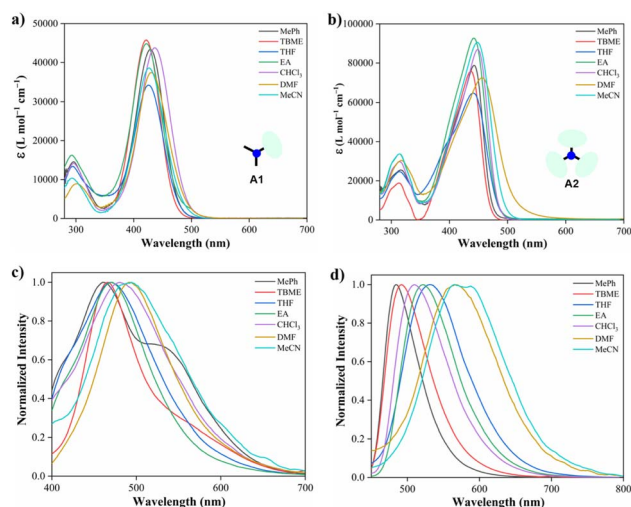 a)
50000
40000
30000
20000
10000
0
ε (L mol⁻¹ cm⁻¹)
300
400
500
600
700
Wavelength (nm)
MePh
TBME
THF
EA
CHCl₃
DMF
MeCN
A1
b)
100000
80000
60000
40000
20000
0
ε (L mol⁻¹ cm⁻¹)
300
400
500
600
700
Wavelength (nm)
MePh
TBME
THF
EA
CHCl₃
DMF
MeCN
A2
c)
1.0
0.8
0.6
0.4
0.2
0.0
Normalized Intensity
400
500
600
700
Wavelength (nm)
MePh
TBME
THF
EA
CHCl₃
DMF
MeCN
d)
1.0
0.8
0.6
0.4
0.2
0.0
Normalized Intensity
500
600
700
800
Wavelength (nm)
MePh
TBME
THF
EA
CHCl₃
DMF
MeCN